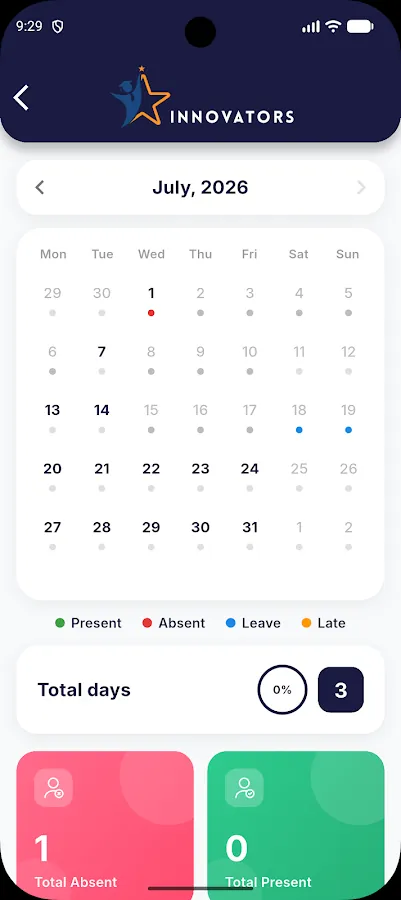 9:29
INNOVATORS
July, 2026
Mon Tue Wed Thu Fri Sat Sun
29 30 1 2 3 4 5
6 7 8 9 10 11 12
13 14 15 16 17 18 19
20 21 22 23 24 25 26
27 28 29 30 31 1 2
Present Absent Leave Late
Total days 0% 3
1 0
Total Absent Total Present